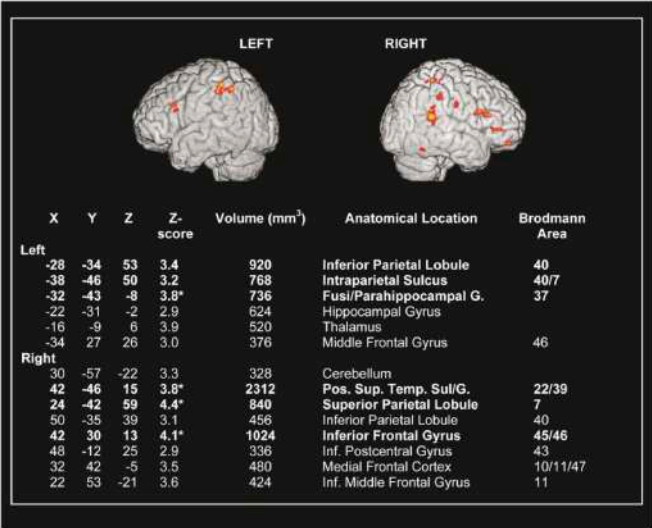 LEFT RIGHT
X Y Z Z-score Volume (mm³) Anatomical Location Brodmann Area
Left
-28 -34 53 3.4 920 Inferior Parietal Lobule 40
-38 -46 50 3.2 768 Intraparietal Sulcus 40/7
-32 -43 -8 3.8* 736 Fusi/Parahippocampal G. 37
-22 -31 -2 2.9 624 Hippocampal Gyrus
-16 -9 6 3.9 520 Thalamus
-34 27 26 3.0 376 Middle Frontal Gyrus 46
Right
30 -57 -22 3.3 328 Cerebellum
42 -46 15 3.8* 2312 Pos. Sup. Temp. Sul/G. 22/39
24 -42 59 4.4* 840 Superior Parietal Lobule 7
50 -35 39 3.1 456 Inferior Parietal Lobule 40
42 30 13 4.1* 1024 Inferior Frontal Gyrus 45/46
48 -12 25 2.9 336 Inf. Postcentral Gyrus 43
32 42 -5 3.5 480 Medial Frontal Cortex 10/11/47
22 53 -21 3.6 424 Inf. Middle Frontal Gyrus 11